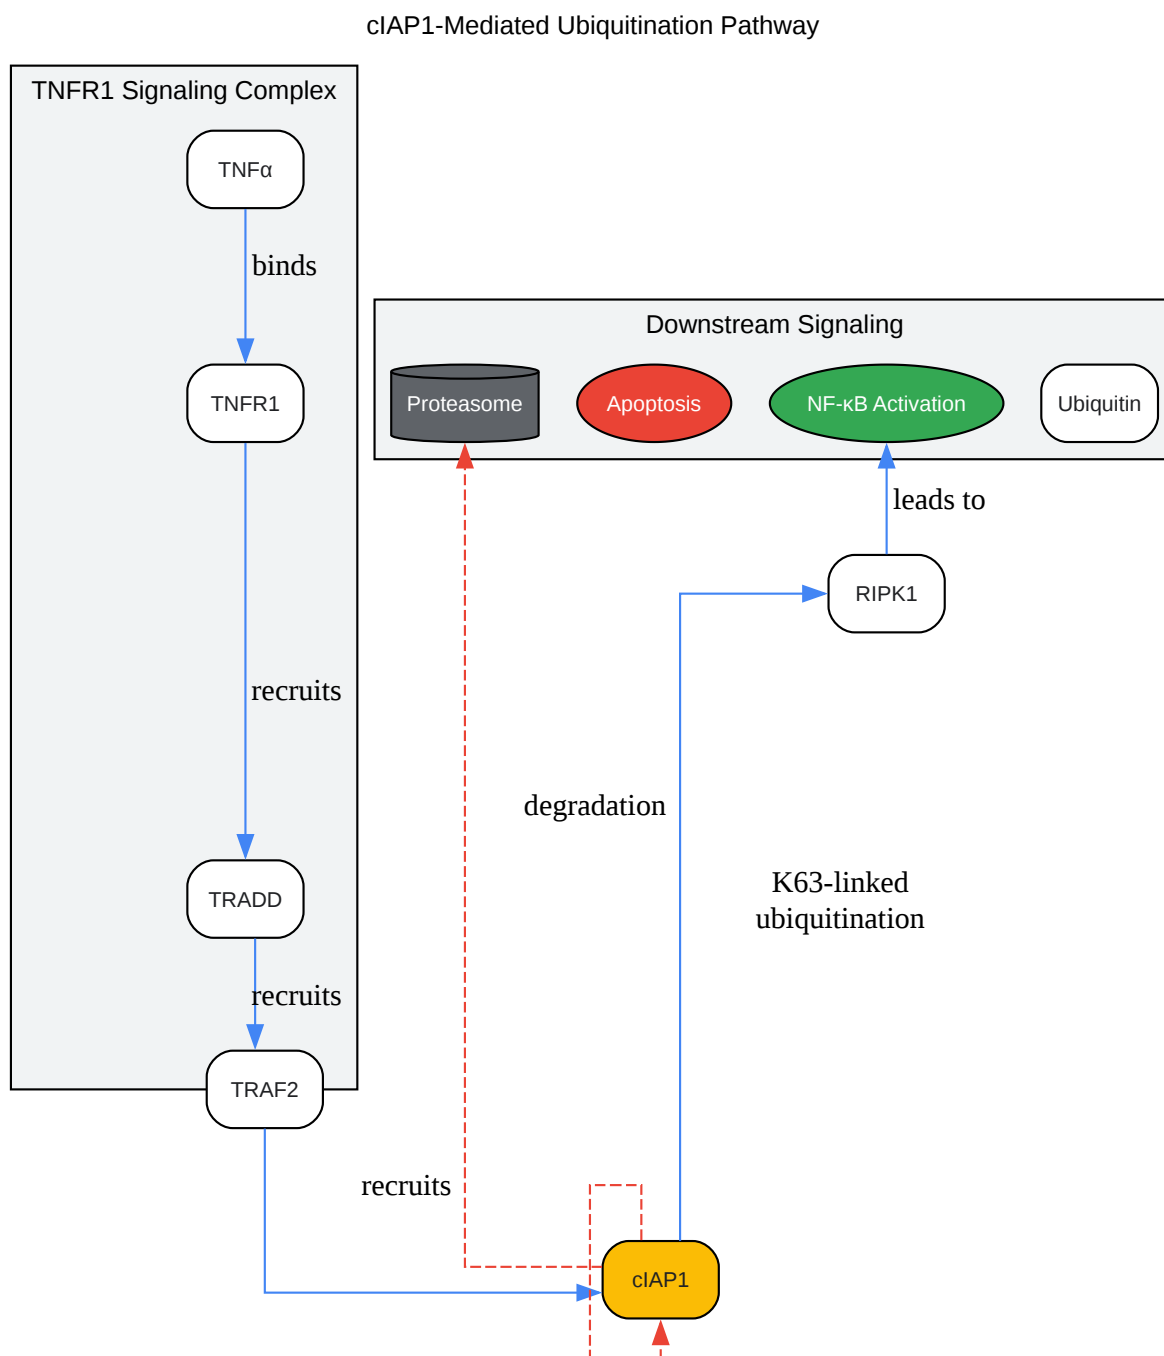 cIAP1-Mediated Ubiquitination Pathway
TNFR1 Signaling Complex
TNFα
binds
TNFR1
recruits
TRADD
recruits
TRAF2
Downstream Signaling
Proteasome
Apoptosis
NF-κB Activation
Ubiquitin
leads to
RIPK1
degradation
K63-linked
ubiquitination
recruits
cIAP1